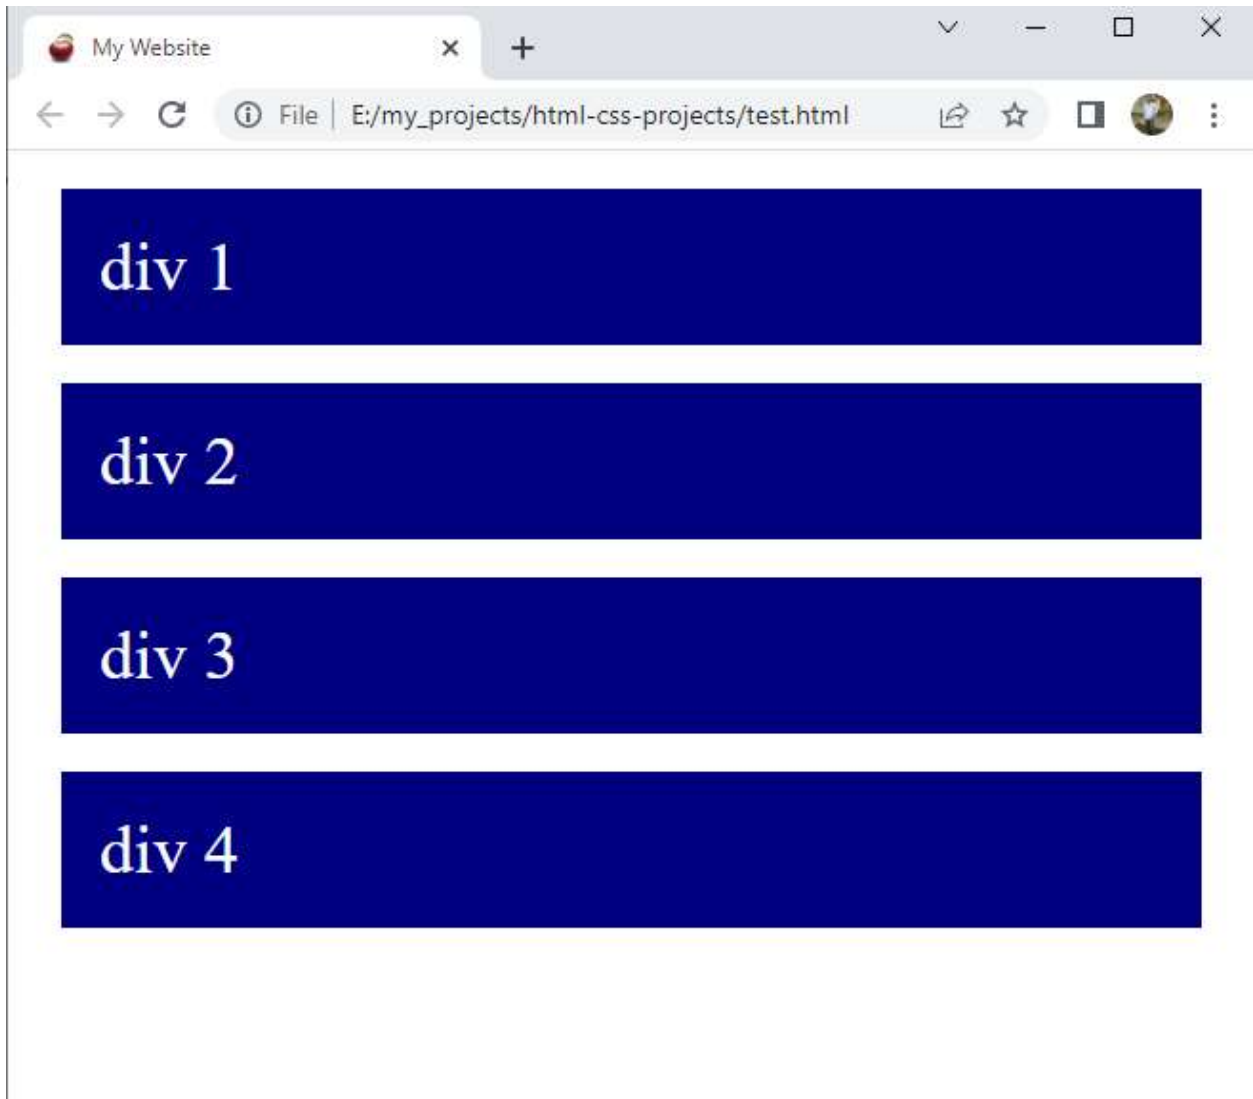 My Website
File E:/my_projects/html-css-projects/test.html
div 1
div 2
div 3
div 4